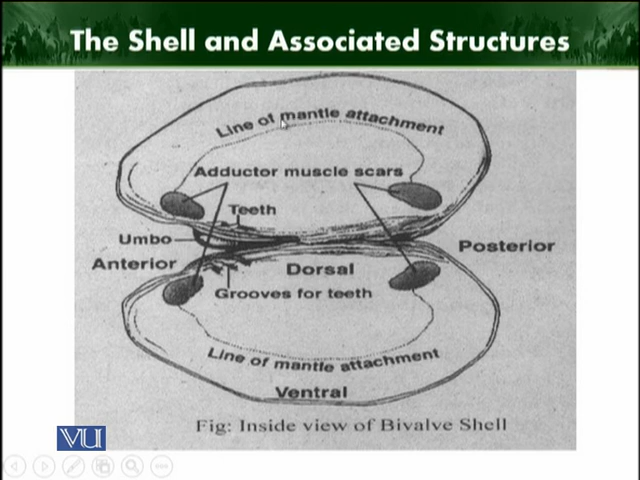 The Shell and Associated Structures
Line of mantle attachment
Adductor muscle scars
Teeth
Umbo
Posterior
Anterior
Dorsal
Grooves for teeth
Line of mantle attachment
Ventral
Fig: Inside view of Bivalve Shell
VU